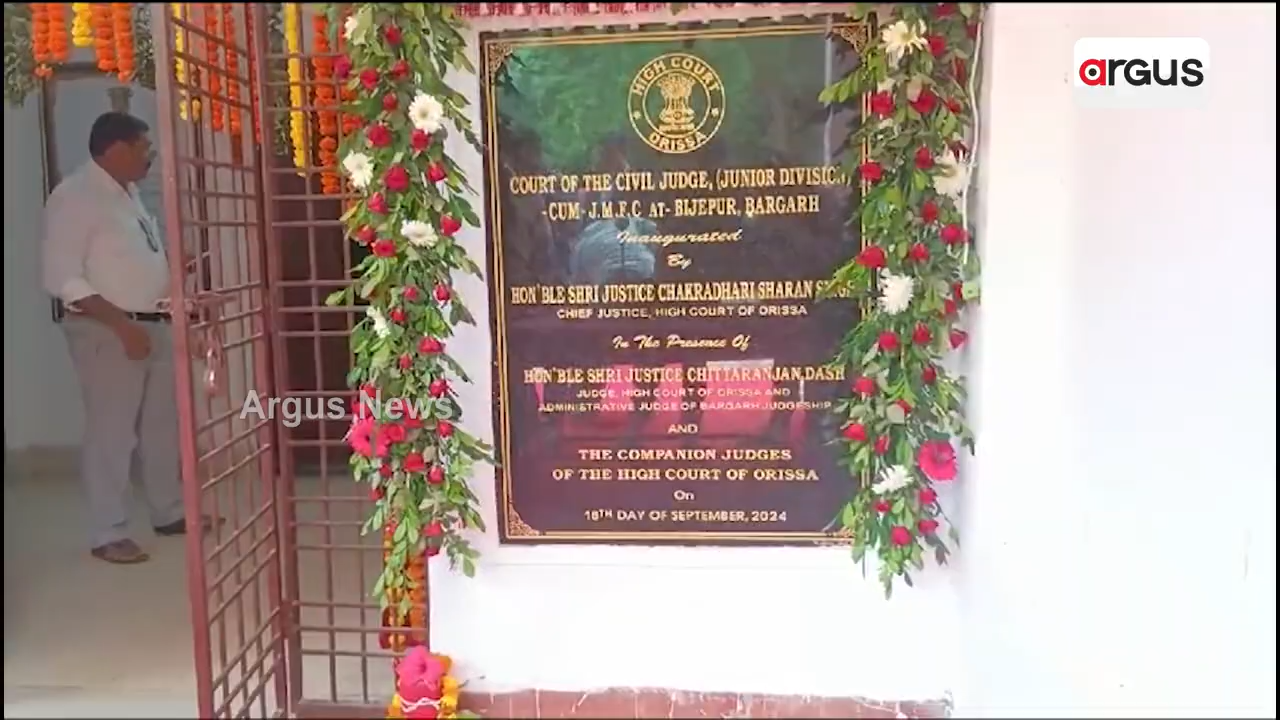 argus
HIGH COURT
ORISSA
COURT OF THE CIVIL JUDGE, (JUNIOR
-CUM- J.M.F.C AT- BIJEPUR, BARGARH
Inaugurated
By
HON'BLE SHRI JUSTICE CHAKRADHARI SHARAN
CHIEF JUSTICE, HIGH COURT OF ORISSA
In The Presence Of
HON'BLE SHRI JUSTICE CHITTARANJAN DASH
JUDGE, HIGH COURT OF ORISSA AND
ADMINISTRATIVE JUDGE OF BARGARH JUDGESHIP
AND
THE COMPANION JUDGES
OF THE HIGH COURT OF ORISSA
On
DAY OF SEPTEMBER, 2024
Argus News